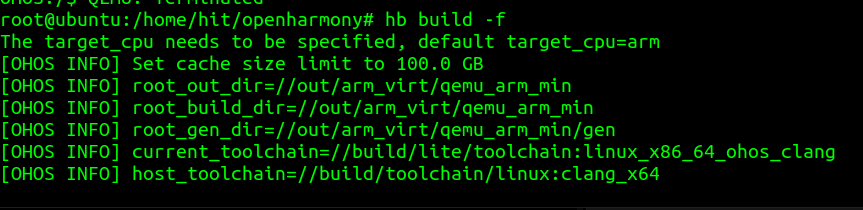 OHOS:/$ QEMU: Terminated
root@ubuntu:/home/hit/openharmony# hb build -f
The target_cpu needs to be specified, default target_cpu=arm
[OHOS INFO] Set cache size limit to 100.0 GB
[OHOS INFO] root_out_dir=//out/arm_virt/qemu_arm_min
[OHOS INFO] root_build_dir=//out/arm_virt/qemu_arm_min
[OHOS INFO] root_gen_dir=//out/arm_virt/qemu_arm_min/gen
[OHOS INFO] current_toolchain=//build/lite/toolchain:linux_x86_64_ohos_clang
[OHOS INFO] host_toolchain=//build/toolchain/linux:clang_x64